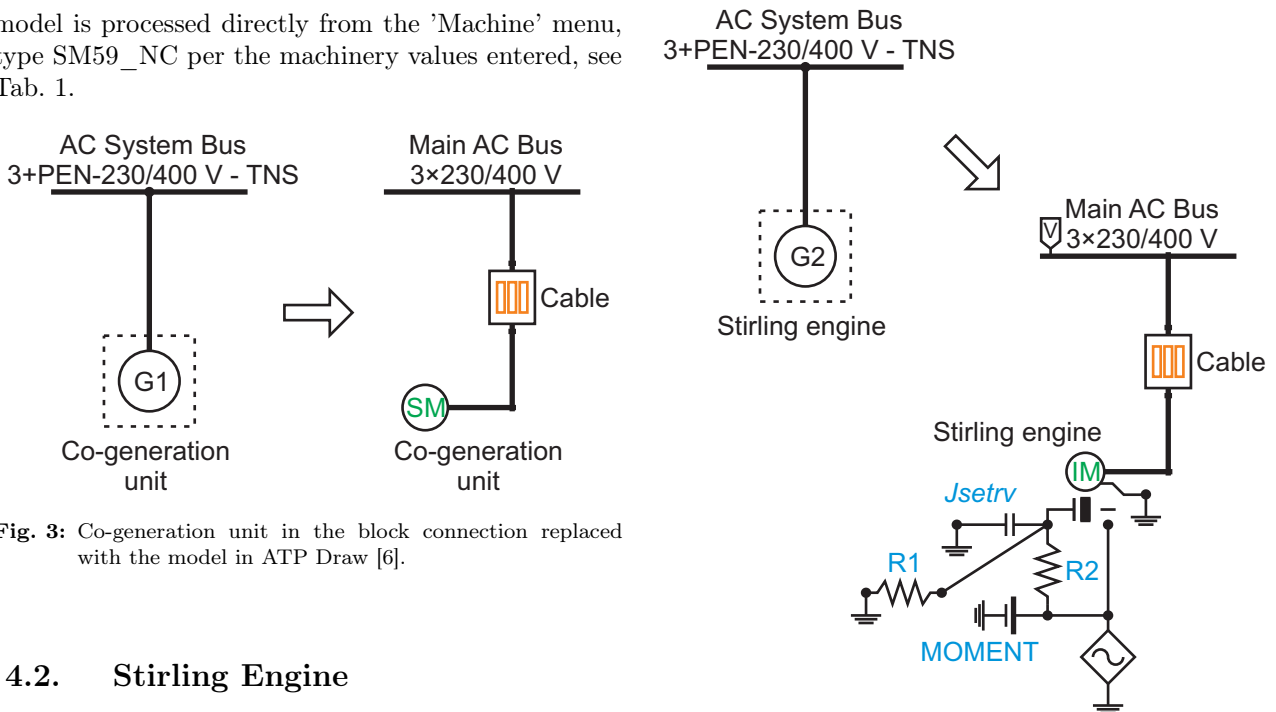 model is processed directly from the 'Machine' menu,
type SM59_NC per the machinery values entered, see
Tab. 1.
AC System Bus
3+PEN-230/400 V - TNS
G1
Co-generation
unit
Main AC Bus
3×230/400 V
Cable
SM
Co-generation
unit
Fig. 3: Co-generation unit in the block connection replaced
with the model in ATP Draw [6].
4.2. Stirling Engine
AC System Bus
3+PEN-230/400 V - TNS
G2
Stirling engine
Main AC Bus
V
3×230/400 V
Cable
Stirling engine
IM
Jsetrv
R1
R2
MOMENT